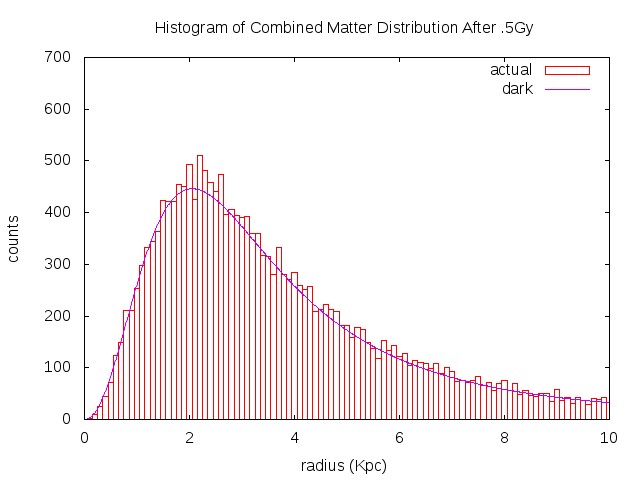 Histogram of Combined Matter Distribution After .5Gy
700
600
500
400
300
200
100
0
counts
actual
dark
0 2 4 6 8 10
radius (Kpc)